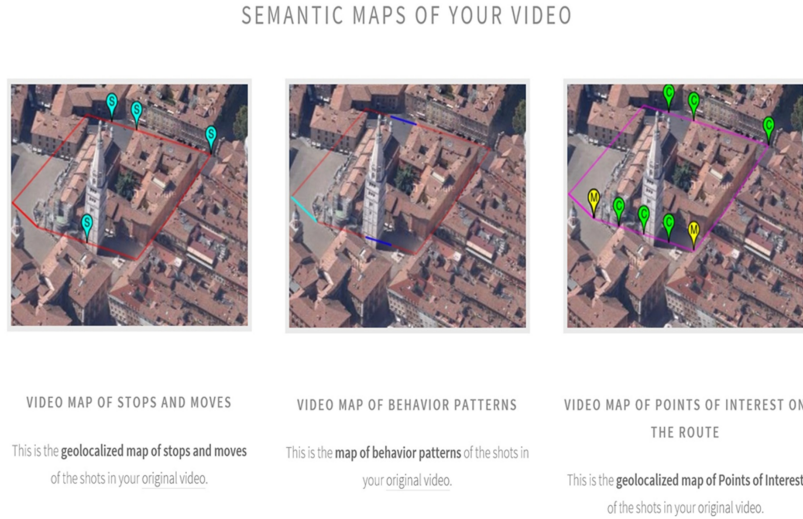 SEMANTIC MAPS OF YOUR VIDEO
S
S
S
S
C
C
C
M
C
C
C
M
VIDEO MAP OF STOPS AND MOVES
This is the geolocalized map of stops and moves
of the shots in your original video.
VIDEO MAP OF BEHAVIOR PATTERNS
This is the map of behavior patterns of the shots in
your original video.
VIDEO MAP OF POINTS OF INTEREST ON
THE ROUTE
This is the geolocalized map of Points of Interest
of the shots in your original video.